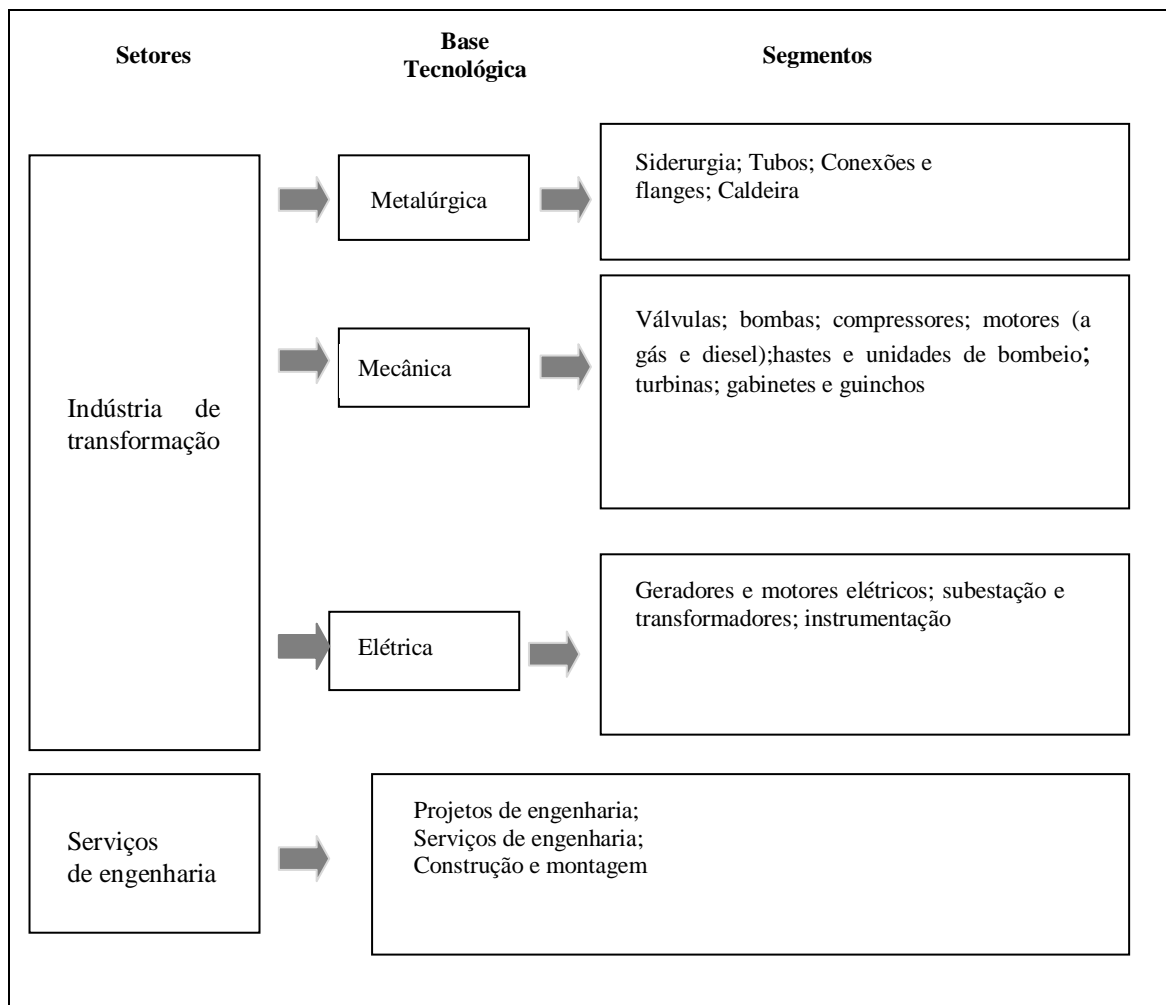 Setores
Base
Tecnológica
Segmentos
Siderurgia; Tubos; Conexões e
flanges; Caldeira
Metalúrgica
Válvulas; bombas; compressores; motores (a
gás e diesel);hastes e unidades de bombeio;
turbinas; gabinetes e guinchos
Mecânica
Indústria de
transformação
Geradores e motores elétricos; subestação e
transformadores; instrumentação
Elétrica
Serviços
de engenharia
Projetos de engenharia;
Serviços de engenharia;
Construção e montagem